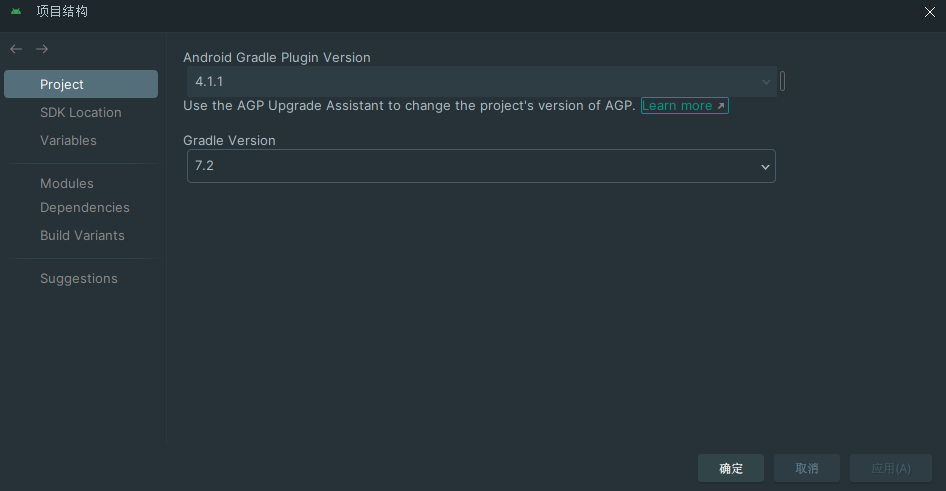 项目结构
Project
SDK Location
Variables
Modules
Dependencies
Build Variants
Suggestions
Android Gradle Plugin Version
4.1.1
Use the AGP Upgrade Assistant to change the project's version of AGP. Learn more ↗
Gradle Version
7.2
确定
取消
应用(A)